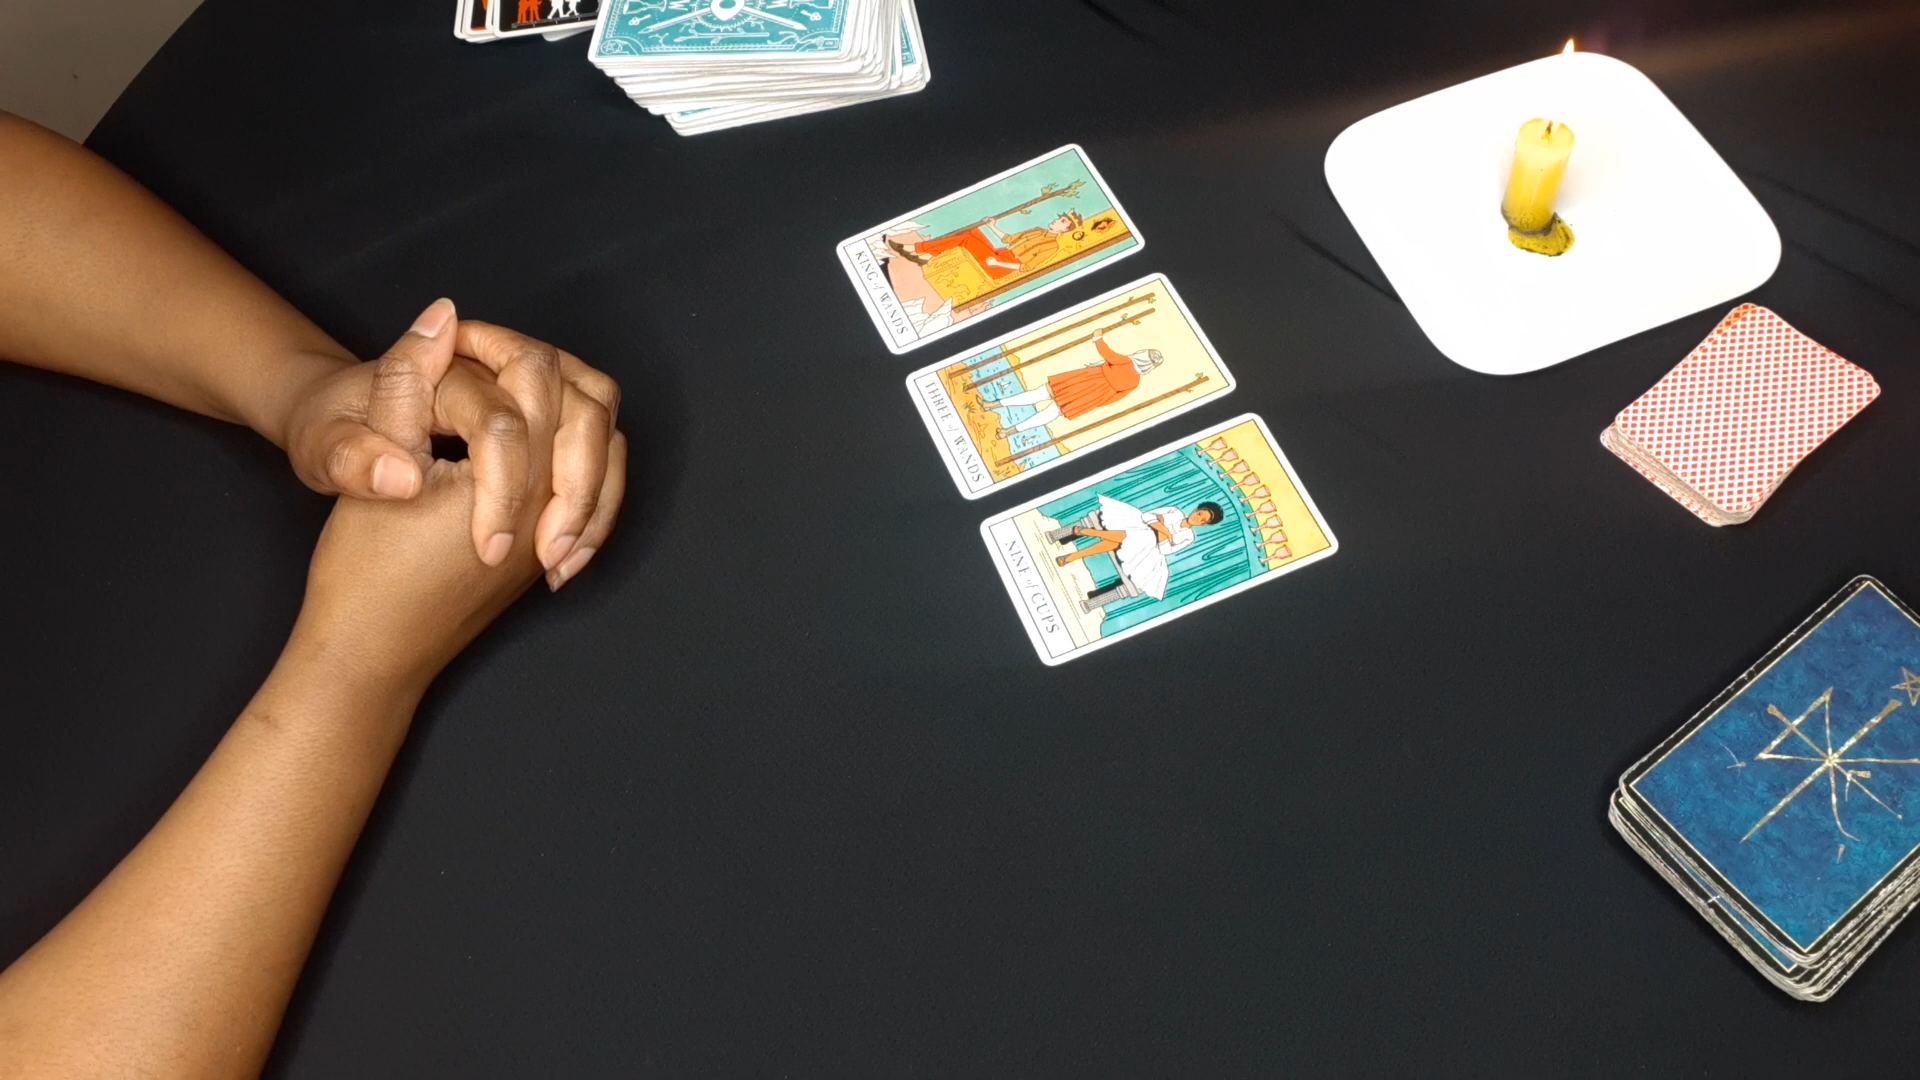 KING of WANDS
THREE of WANDS
NINE of CUPS